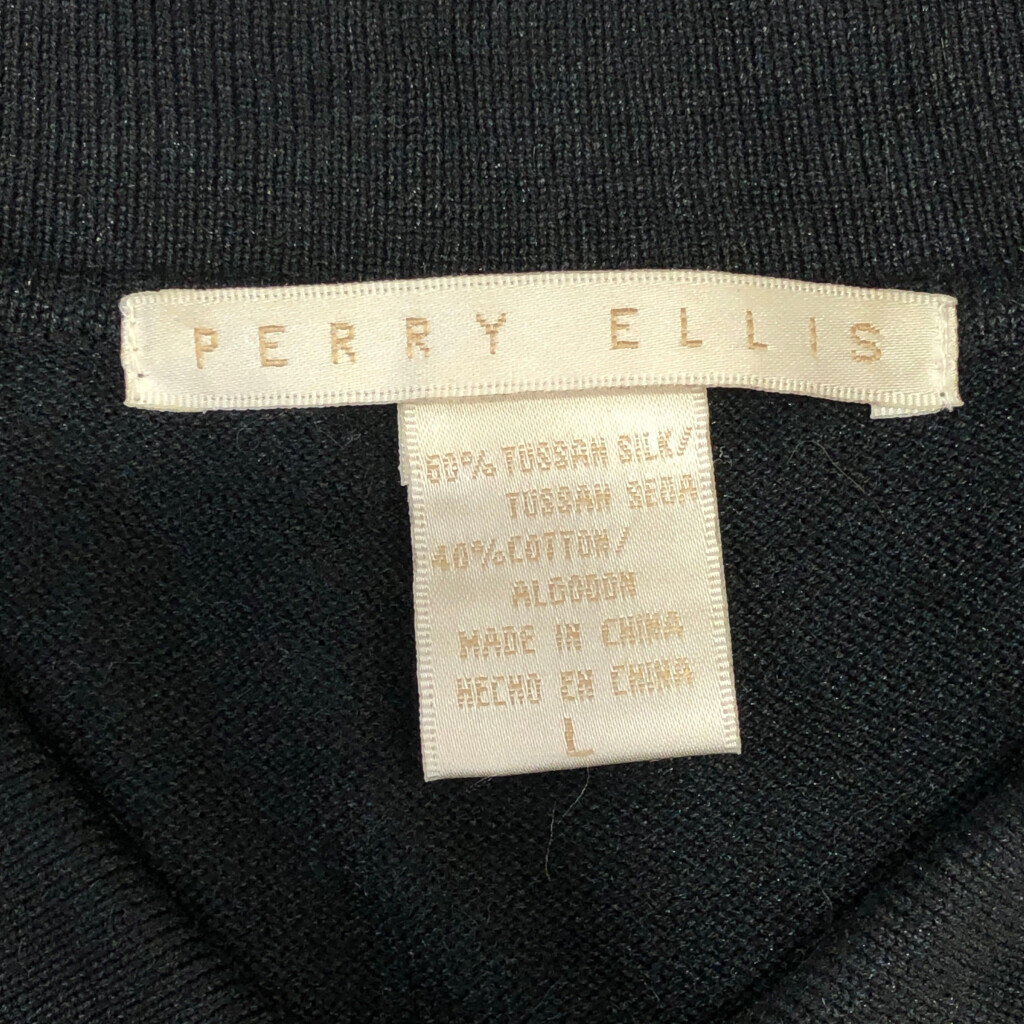 PERRY ELLIS
60% TUSSAH SILK/
TUSSAH SEDA
40% COTTON/
ALGODON
MADE IN CHINA
HECHO EN CHINA
L